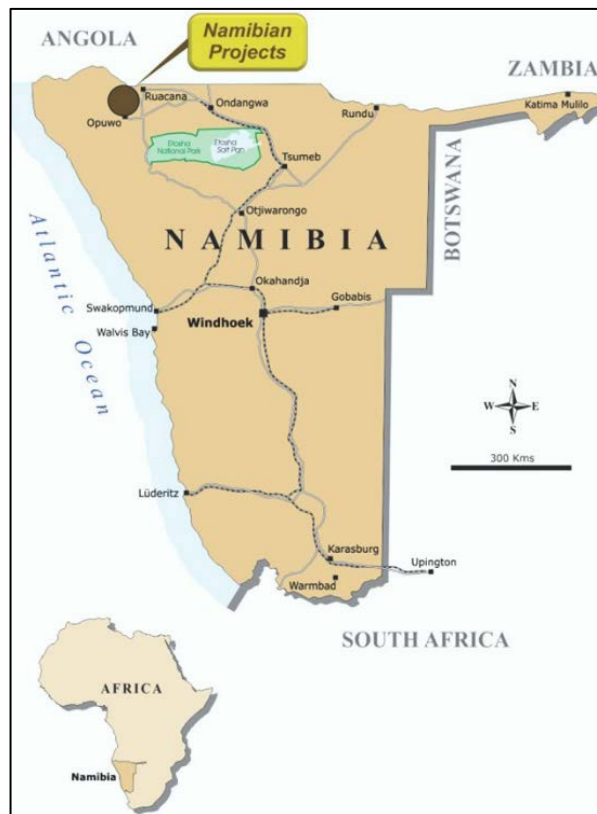 ANGOLA
Namibian
Projects
ZAMBIA
Ruacana
Ondangwa
Opuwo
Rundu
Katima Mulilo
Etosha
National Park
Etosha
Salt Pan
Tsumeb
BOTSWANA
Otjiwarongo
NAMIBIA
Atlantic Ocean
Okahandja
Swakopmund
Gobabis
Windhoek
Walvis Bay
N
W
E
S
300 Kms
Lüderitz
Karasburg
Upington
Warmbad
SOUTH AFRICA
AFRICA
Namibia